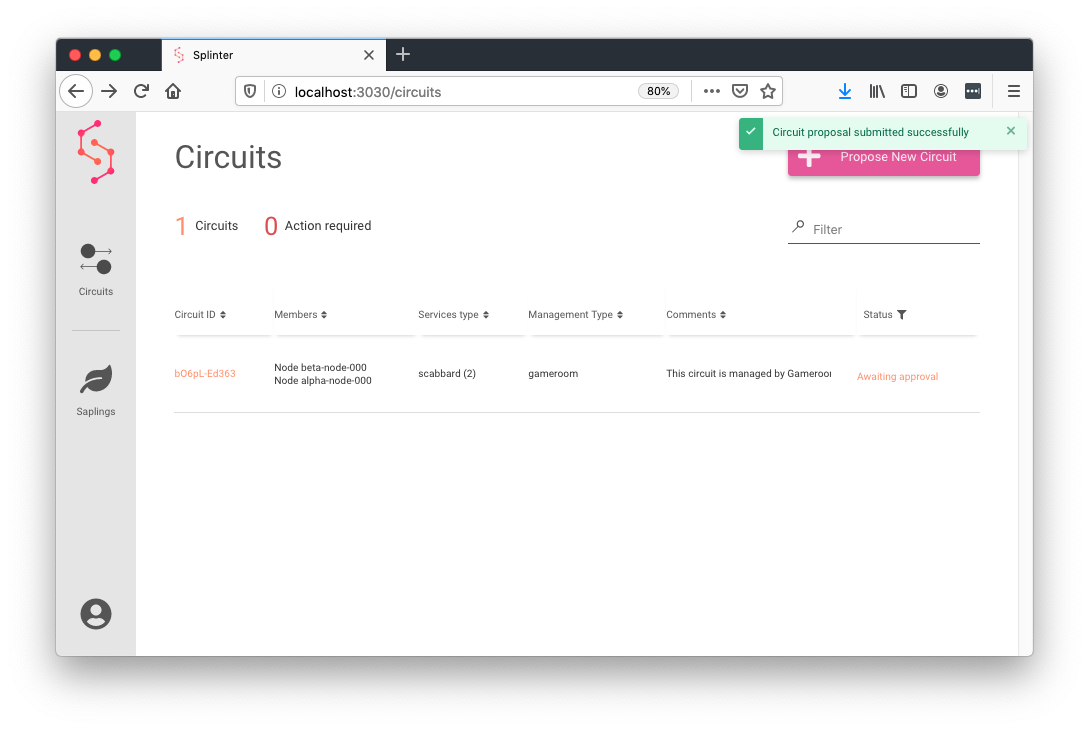 Splinter
localhost:3030/circuits
80%
Circuit proposal submitted successfully
Circuits
Propose New Circuit
1 Circuits
0 Action required
Filter
Circuits
Circuit ID
Members
Services type
Management Type
Comments
Status
bO6pL-Ed363
Node beta-node-000
Node alpha-node-000
scabbard (2)
gameroom
This circuit is managed by Gameroo
Awaiting approval
Saplings